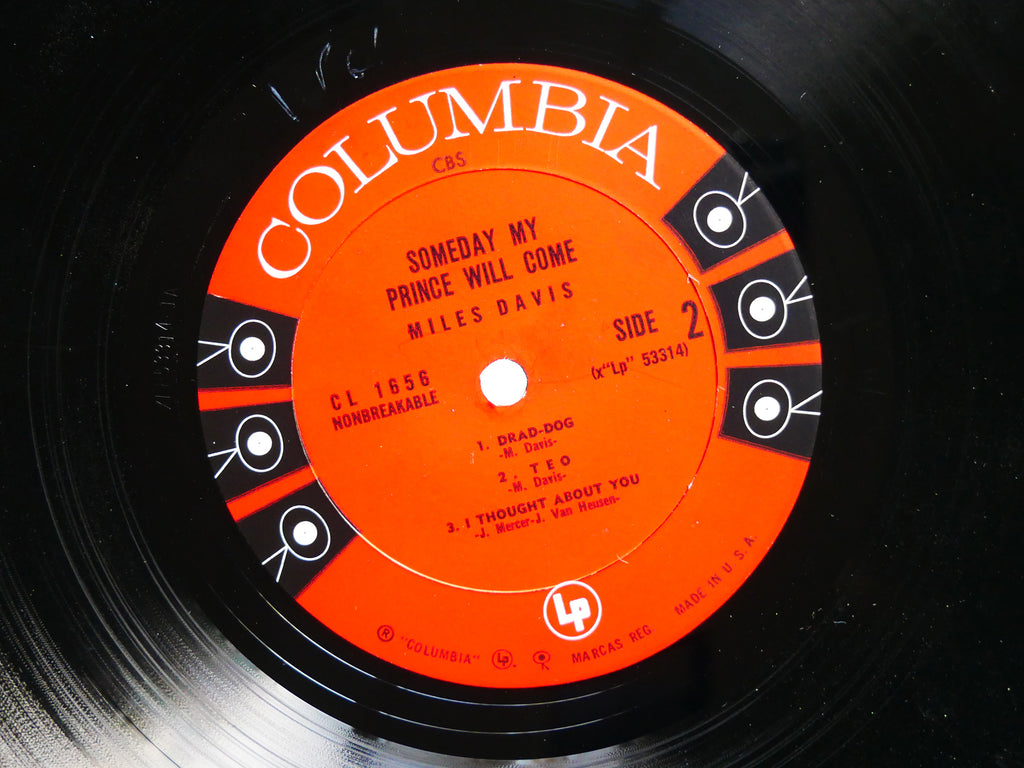 COLUMBIA
CBS
SOMEDAY MY
PRINCE WILL COME
MILES DAVIS
SIDE 2
(x"Lp" 53314)
CL 1656
NONBREAKABLE
1. DRAD-DOG
-M. Davis-
2. TEO
-M. Davis-
3. I THOUGHT ABOUT YOU
-J. Mercer-J. Van Heusen-
Lp
® "COLUMBIA" Lp MARCAS REG
MADE IN U.S.A.